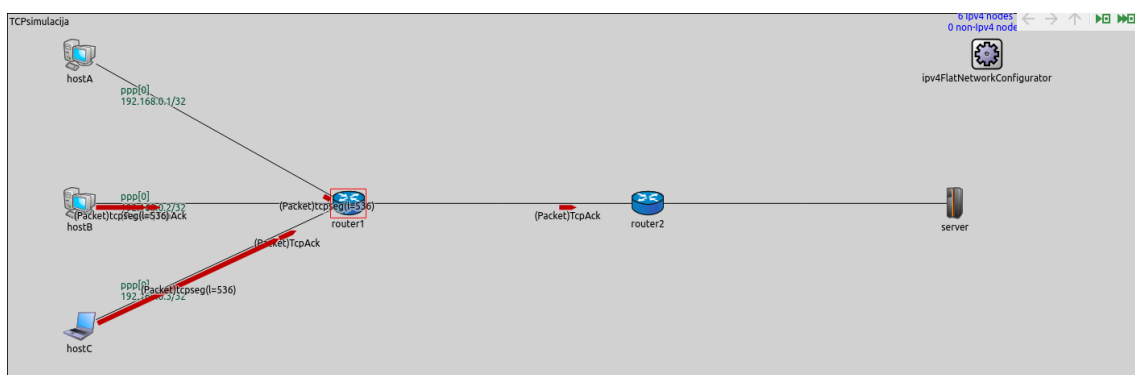 TCPsimulacija
6 ipv4 nodes
0 non-ipv4 node
hostA
ppp[0]
192.168.0.1/32
ipv4FlatNetworkConfigurator
ppp[0]
(Packet)tcpseg(l=536)
hostB
(Packet)tcpseg(l=536)
router1
(Packet)TcpAck
router2
server
(Packet)TcpAck
ppp[0]
(Packet)tcpseg(l=536)
hostC